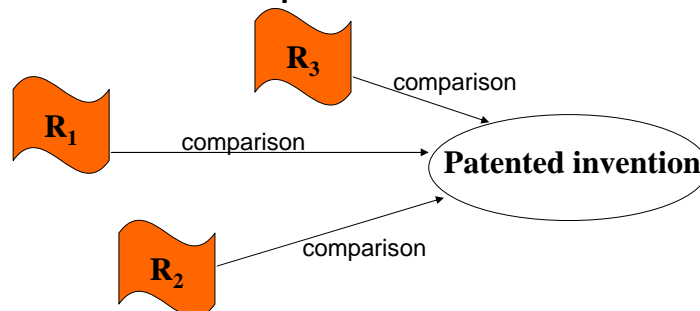 R₃
comparison
R₁
comparison
Patented invention
comparison
R₂